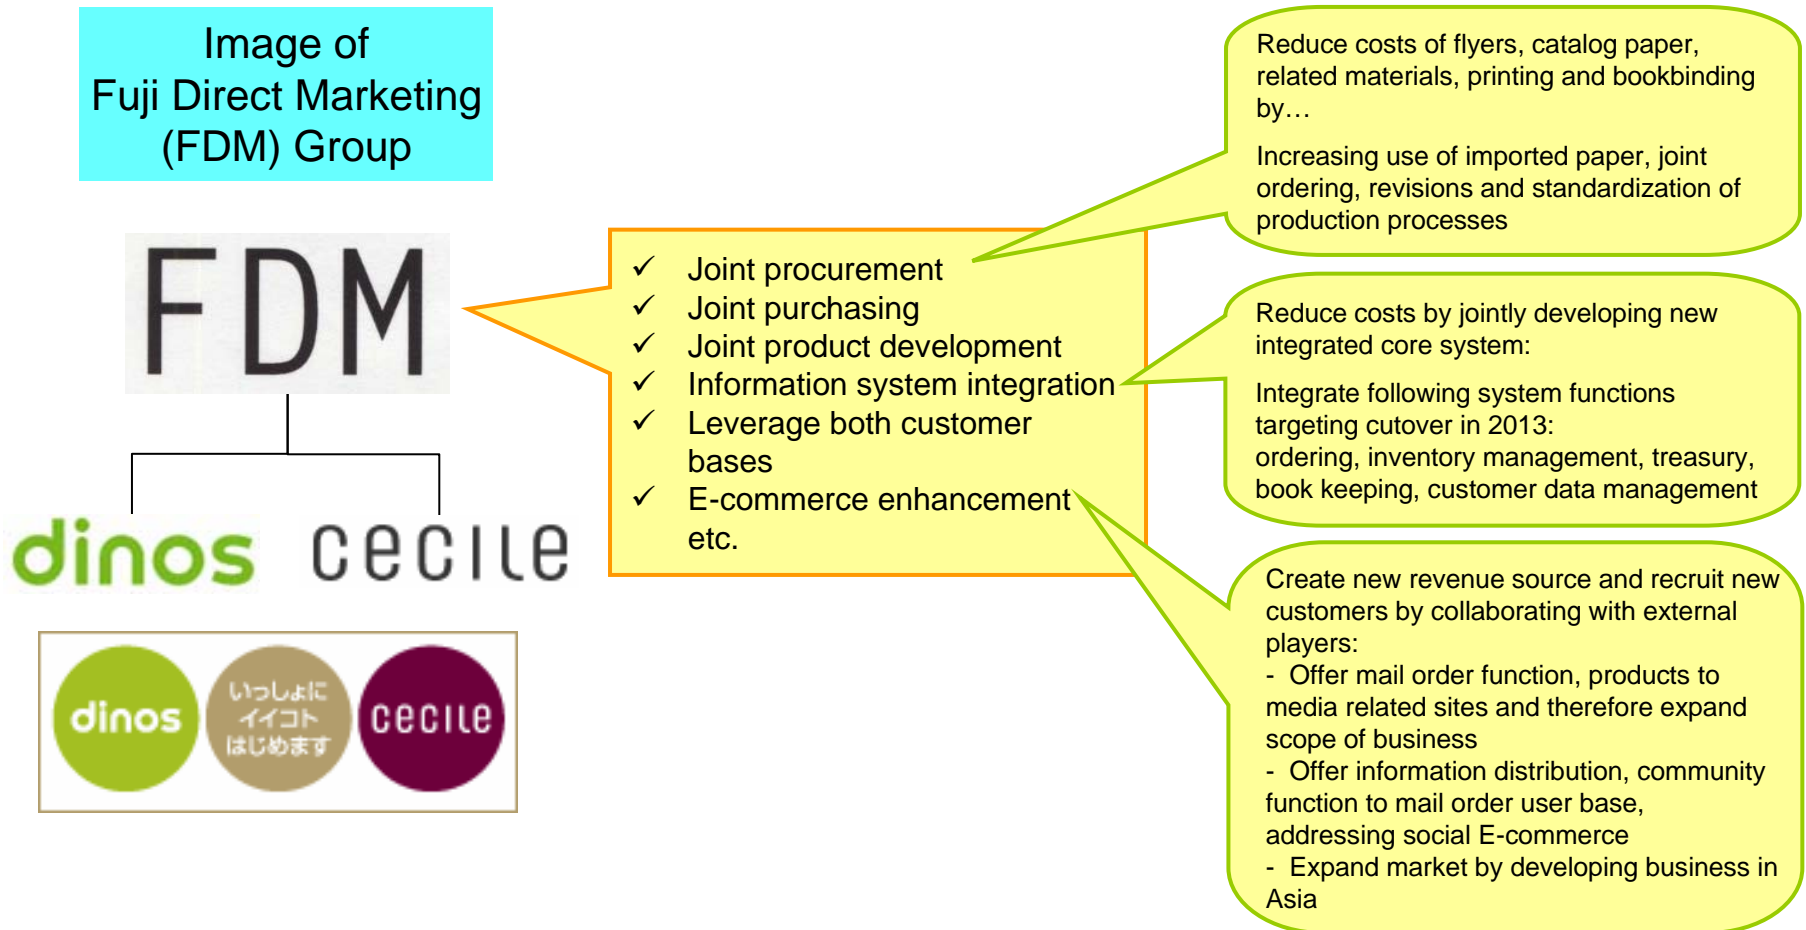 Image of
Fuji Direct Marketing
(FDM) Group
FDM
dinos
cecile
dinos
いっしょに
イイコト
はじめます
cecile
✓ Joint procurement
✓ Joint purchasing
✓ Joint product development
✓ Information system integration
✓ Leverage both customer
bases
✓ E-commerce enhancement
etc.
Reduce costs of flyers, catalog paper,
related materials, printing and bookbinding
by…
Increasing use of imported paper, joint
ordering, revisions and standardization of
production processes
Reduce costs by jointly developing new
integrated core system:
Integrate following system functions
targeting cutover in 2013:
ordering, inventory management, treasury,
book keeping, customer data management
Create new revenue source and recruit new
customers by collaborating with external
players:
- Offer mail order function, products to
media related sites and therefore expand
scope of business
- Offer information distribution, community
function to mail order user base,
addressing social E-commerce
- Expand market by developing business in
Asia